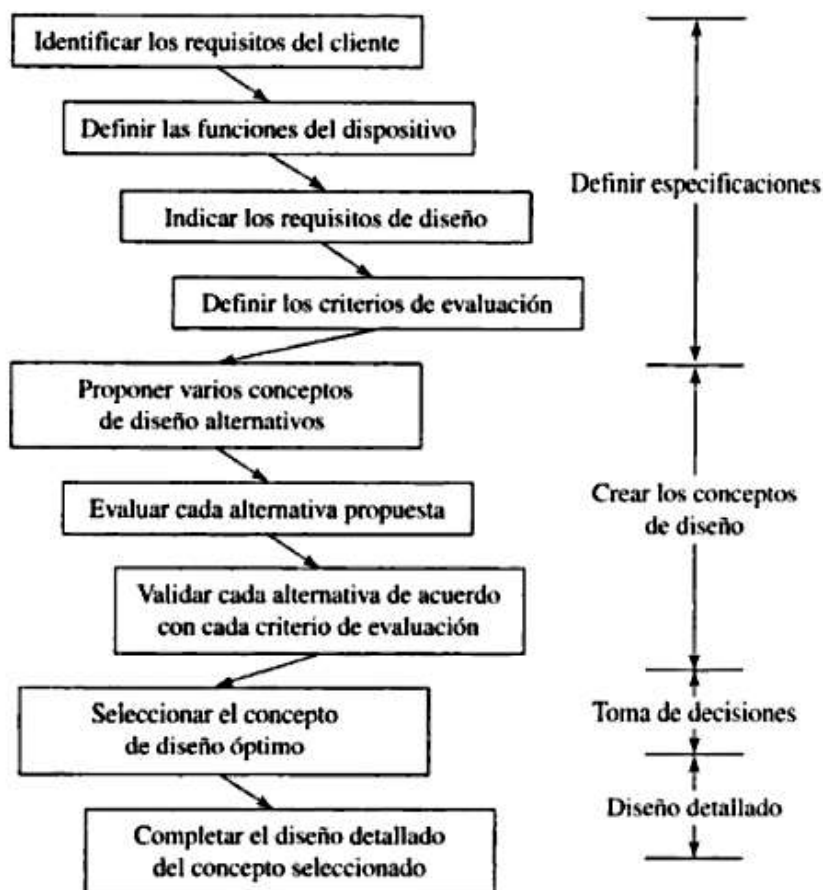 Identificar los requisitos del cliente
Definir las funciones del dispositivo
Indicar los requisitos de diseño
Definir los criterios de evaluación
Definir especificaciones
Proponer varios conceptos
de diseño alternativos
Evaluar cada alternativa propuesta
Validar cada alternativa de acuerdo
con cada criterio de evaluación
Crear los conceptos
de diseño
Seleccionar el concepto
de diseño óptimo
Toma de decisiones
Completar el diseño detallado
del concepto seleccionado
Diseño detallado